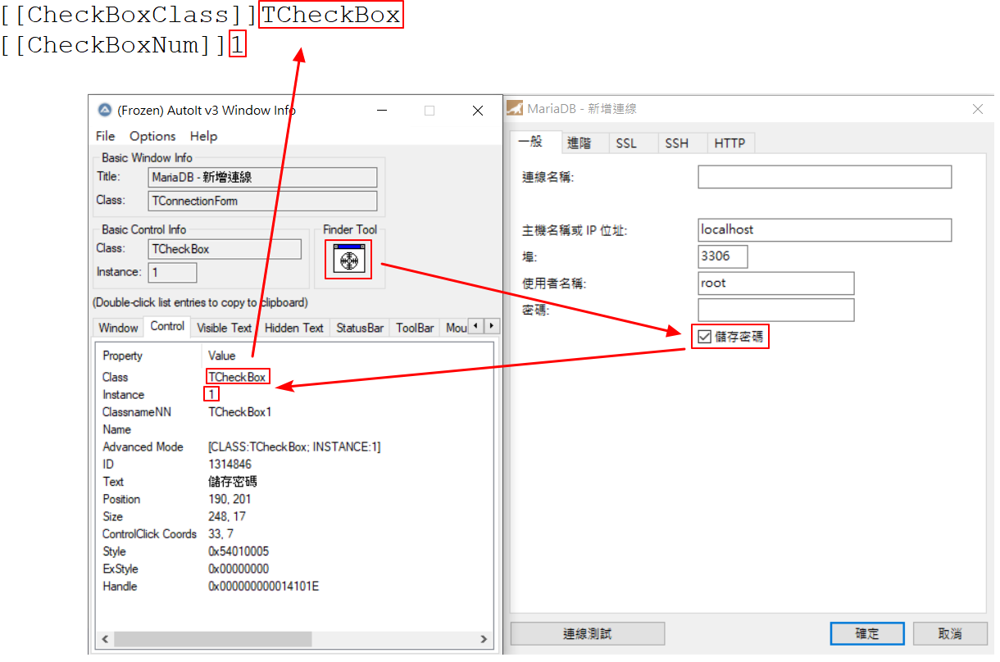 [[CheckBoxClass]]TCheckBox
[[CheckBoxNum]]1
(Frozen) AutoIt v3 Window Info
File Options Help
Basic Window Info
Title: MariaDB - 新增連線
Class: TConnectionForm
Basic Control Info
Class: TCheckBox
Instance: 1
Finder Tool
(Double-click list entries to copy to clipboard)
Window Control Visible Text Hidden Text StatusBar ToolBar Mou
Property Value
Class TCheckBox
Instance 1
ClassnameNN TCheckBox1
Name
Advanced Mode [CLASS:TCheckBox; INSTANCE:1]
ID 1314846
Text 儲存密碼
Position 190, 201
Size 248, 17
ControlClick Coords 33, 7
Style 0x54010005
ExStyle 0x00000000
Handle 0x000000000014101E
MariaDB - 新增連線
一般 進階 SSL SSH HTTP
連線名稱:
主機名稱或 IP 位址: localhost
埠: 3306
使用者名稱: root
密碼:
儲存密碼
連線測試 確定 取消